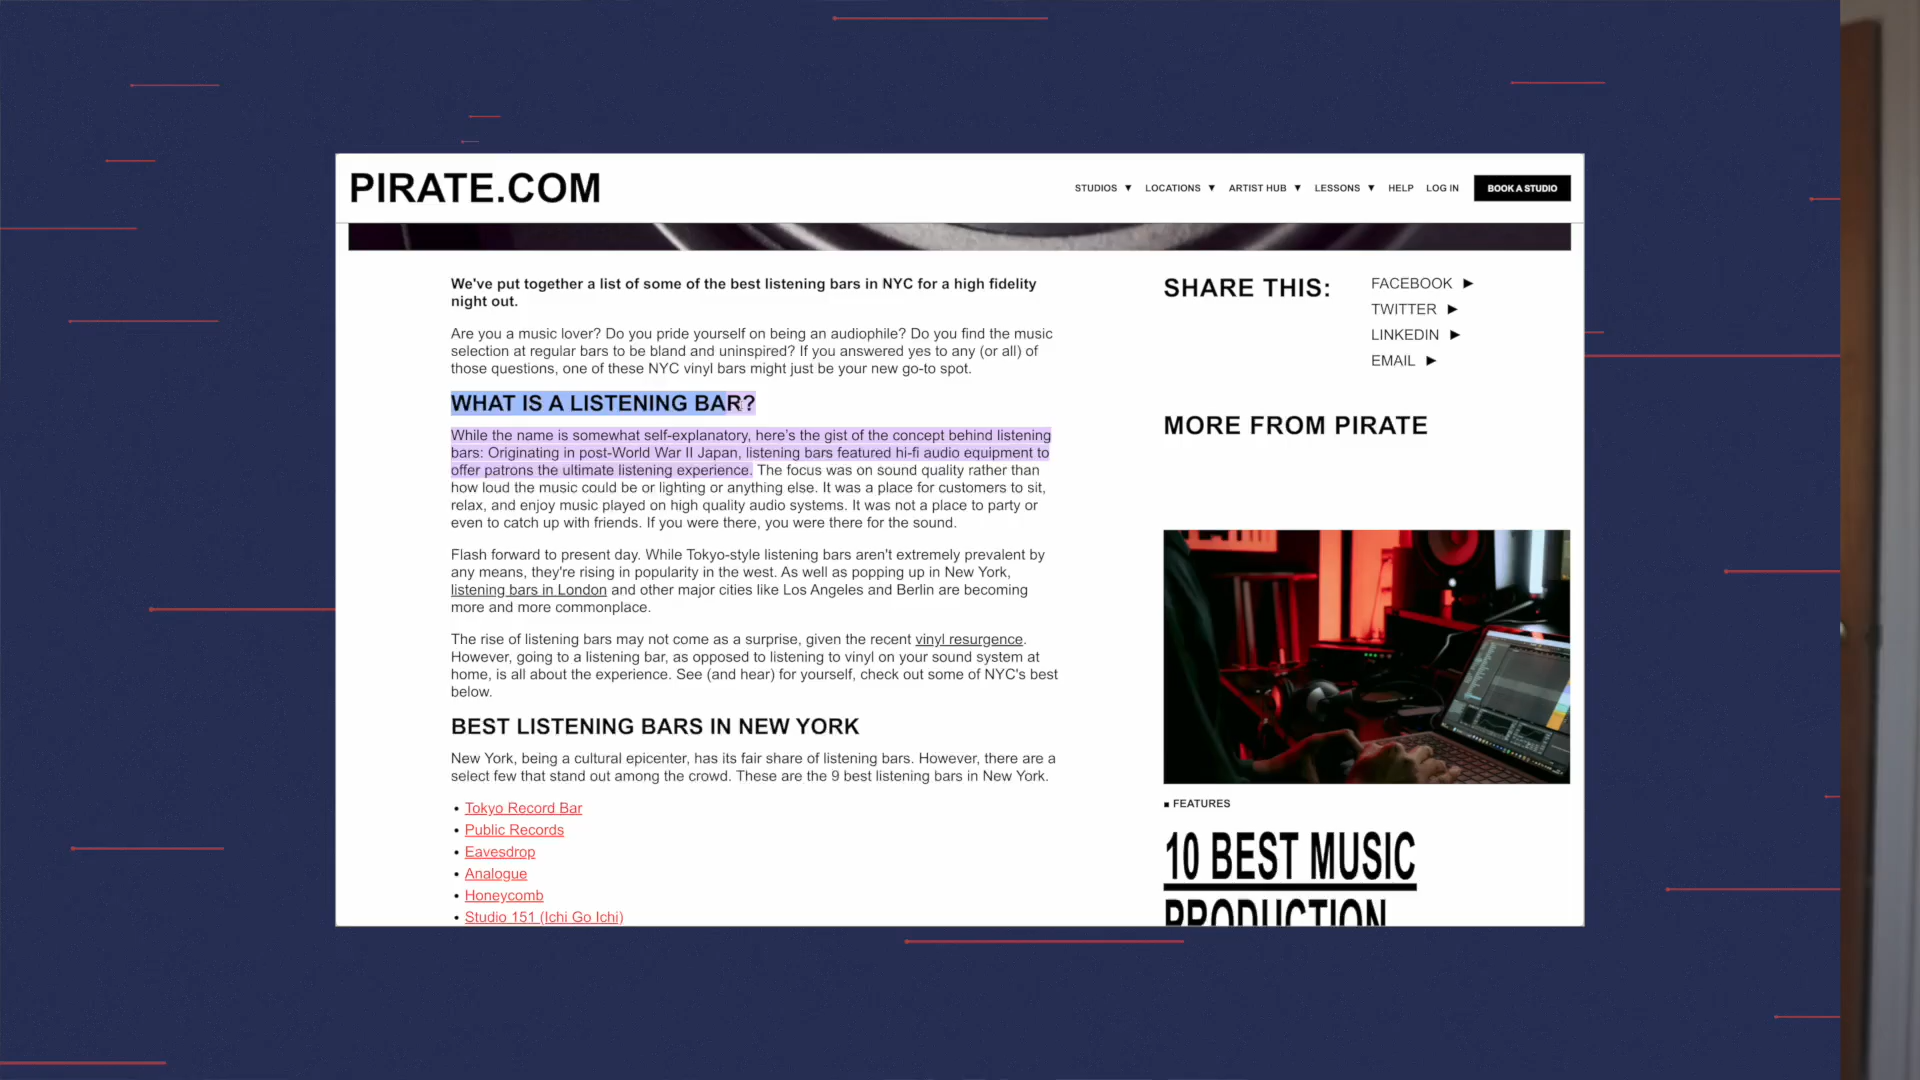 PIRATE.COM
STUDIOS ▼ LOCATIONS ▼ ARTIST HUB ▼ LESSONS ▼ HELP LOG IN BOOK A STUDIO
We've put together a list of some of the best listening bars in NYC for a high fidelity
night out.
Are you a music lover? Do you pride yourself on being an audiophile? Do you find the music
selection at regular bars to be bland and uninspired? If you answered yes to any (or all) of
those questions, one of these NYC vinyl bars might just be your new go-to spot.
WHAT IS A LISTENING BAR?
While the name is somewhat self-explanatory, here’s the gist of the concept behind listening
bars: Originating in post-World War II Japan, listening bars featured hi-fi audio equipment to
offer patrons the ultimate listening experience. The focus was on sound quality rather than
how loud the music could be or lighting or anything else. It was a place for customers to sit,
relax, and enjoy music played on high quality audio systems. It was not a place to party or
even to catch up with friends. If you were there, you were there for the sound.
Flash forward to present day. While Tokyo-style listening bars aren't extremely prevalent by
any means, they're rising in popularity in the west. As well as popping up in New York,
listening bars in London and other major cities like Los Angeles and Berlin are becoming
more and more commonplace.
The rise of listening bars may not come as a surprise, given the recent vinyl resurgence.
However, going to a listening bar, as opposed to listening to vinyl on your sound system at
home, is all about the experience. See (and hear) for yourself, check out some of NYC's best
below.
BEST LISTENING BARS IN NEW YORK
New York, being a cultural epicenter, has its fair share of listening bars. However, there are a
select few that stand out among the crowd. These are the 9 best listening bars in New York.
• Tokyo Record Bar
• Public Records
• Eavesdrop
• Analogue
• Honeycomb
• Studio 151 (Ichi Go Ichi)
SHARE THIS:
FACEBOOK ►
TWITTER ►
LINKEDIN ►
EMAIL ►
MORE FROM PIRATE
■ FEATURES
10 BEST MUSIC
PRODUCTION